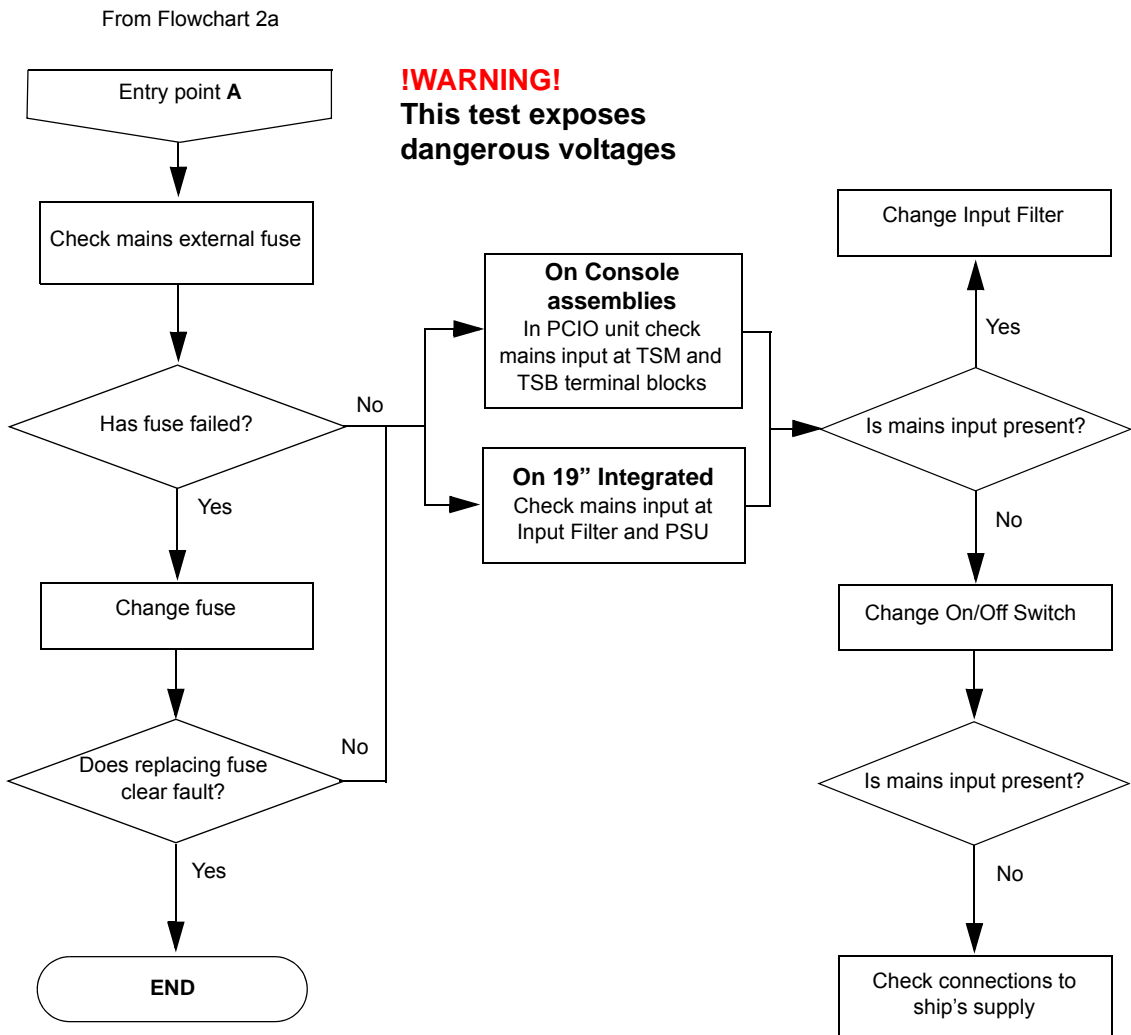 From Flowchart 2a
Entry point A
!WARNING!
This test exposes
dangerous voltages
Check mains external fuse
Has fuse failed?
No
Yes
Change fuse
Does replacing fuse
clear fault?
No
Yes
END
On Console
assemblies
In PCIO unit check
mains input at TSM and
TSB terminal blocks
On 19” Integrated
Check mains input at
Input Filter and PSU
Change Input Filter
Yes
Is mains input present?
No
Change On/Off Switch
Is mains input present?
No
Check connections to
ship’s supply